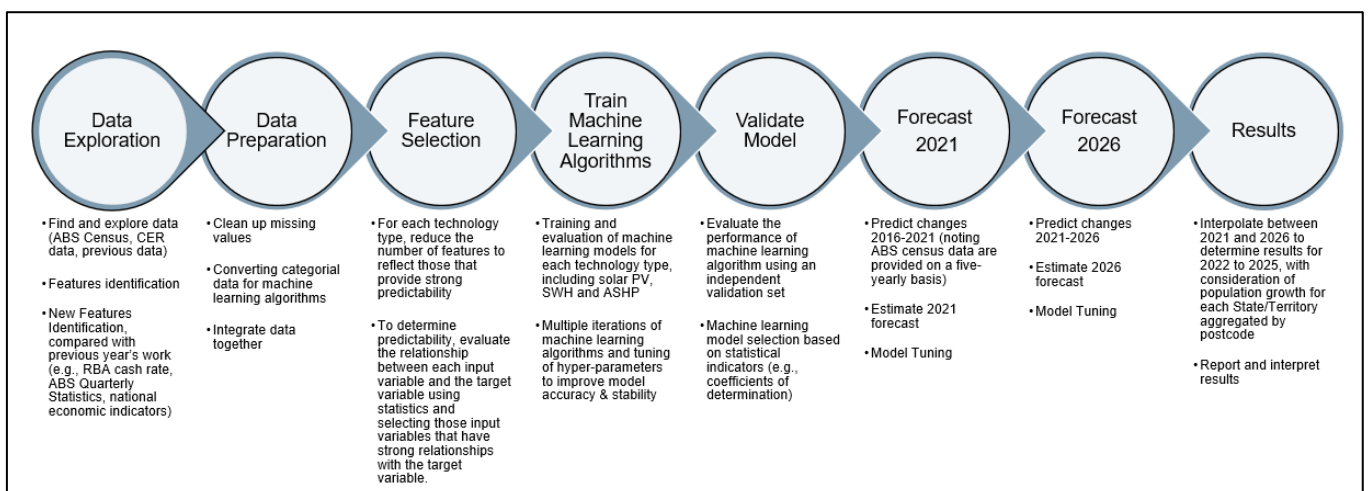 Data
Exploration
Data
Preparation
Feature
Selection
Train
Machine
Learning
Algorithms
Validate
Model
Forecast
2021
Forecast
2026
Results
• Find and explore data
(ABS Census, CER
data, previous data)
• Features identification
• New Features
Identification,
compared with
previous year's work
(e.g., RBA cash rate,
ABS Quarterly
Statistics, national
economic indicators)
• Clean up missing
values
• Converting categorial
data for machine
learning algorithms
• Integrate data
together
• For each technology
type, reduce the
number of features to
reflect those that
provide strong
predictability
• To determine
predictability, evaluate
the relationship
between each input
variable and the target
variable using
statistics and
selecting those input
variables that have
strong relationships
with the target
variable.
• Training and
evaluation of machine
learning models for
each technology type,
including solar PV,
SWH and ASHP
• Multiple iterations of
machine learning
algorithms and tuning
of hyper-parameters
to improve model
accuracy & stability
• Evaluate the
performance of
machine learning
algorithm using an
independent
validation set
• Machine learning
model selection based
on statistical
indicators (e.g.,
coefficients of
determination)
• Predict changes
2016-2021 (noting
ABS census data are
provided on a five-
yearly basis)
• Estimate 2021
forecast
• Model Tuning
• Predict changes
2021-2026
• Estimate 2026
forecast
• Model Tuning
• Interpolate between
2021 and 2026 to
determine results for
2022 to 2025, with
consideration of
population growth for
each State/Territory
aggregated by
postcode
• Report and interpret
results